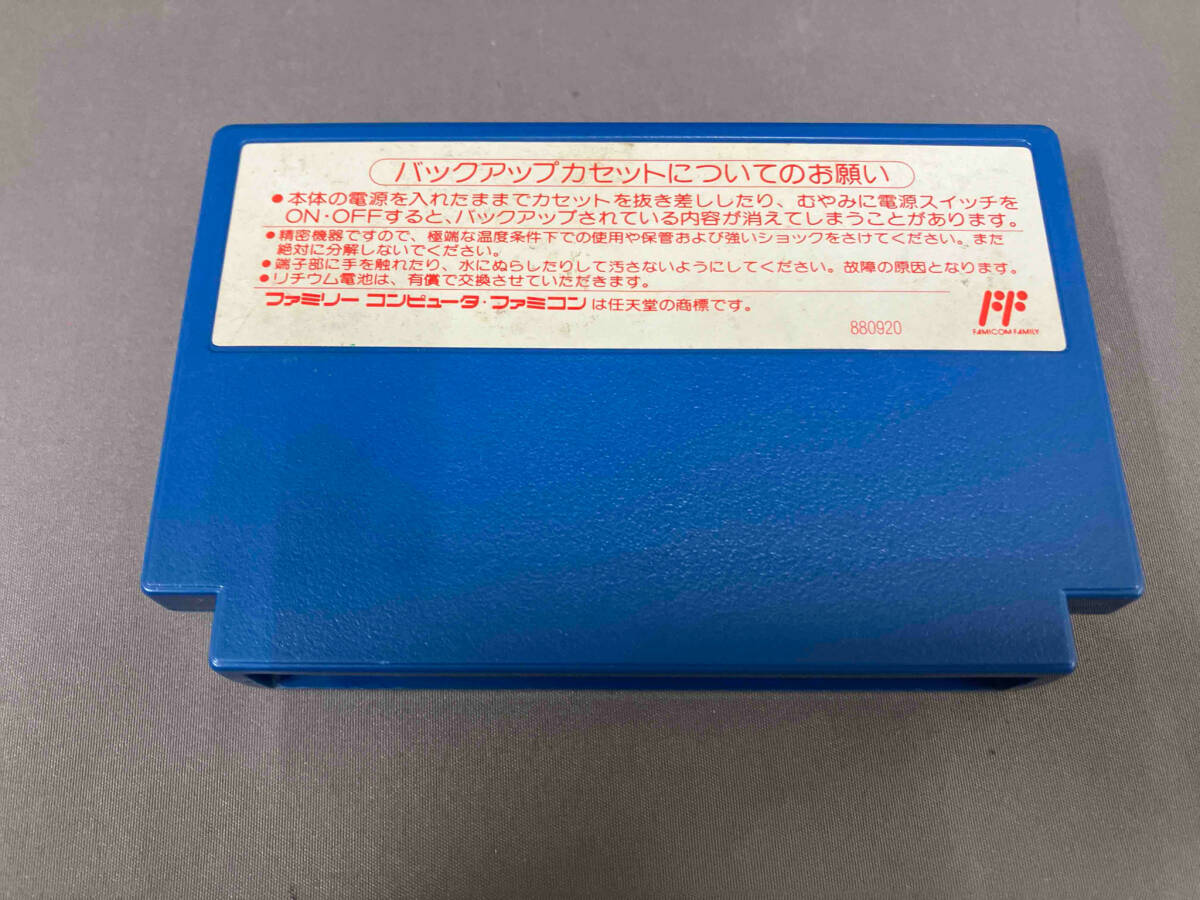 バックアップカセットについてのお願い
●本体の電源を入れたままでカセットを抜き差ししたり、むやみに電源スイッチを
ON・OFFすると、バックアップされている内容が消えてしまうことがあります。
●精密機器ですので、極端な温度条件下での使用や保管および強いショックをさけてください。また
絶対に分解しないでください。
●端子部に手を触れたり、水にぬらしたりして汚さないようにしてください。故障の原因となります。
●リチウム電池は、有償で交換させていただきます。
ファミリー コンピュータ・ファミコン は任天堂の商標です。
880920
FAMICOM FAMILY